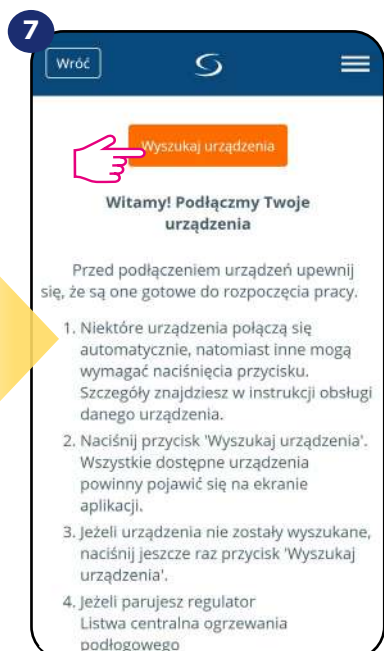 7
Wróć
Wyszukaj urządzenia
Witamy! Podłączmy Twoje
urządzenia
Przed podłączeniem urządzeń upewnij
się, że są one gotowe do rozpoczęcia pracy.
1. Niektóre urządzenia połączą się
automatycznie, natomiast inne mogą
wymagać naciśnięcia przycisku.
Szczegóły znajdziesz w instrukcji obsługi
danego urządzenia.
2. Naciśnij przycisk 'Wyszukaj urządzenia'.
Wszystkie dostępne urządzenia
powinny pojawić się na ekranie
aplikacji.
3. Jeżeli urządzenia nie zostały wyszukane,
naciśnij jeszcze raz przycisk 'Wyszukaj
urządzenia'.
4. Jeżeli parujesz regulator
Listwa centralna ogrzewania
podłogowego